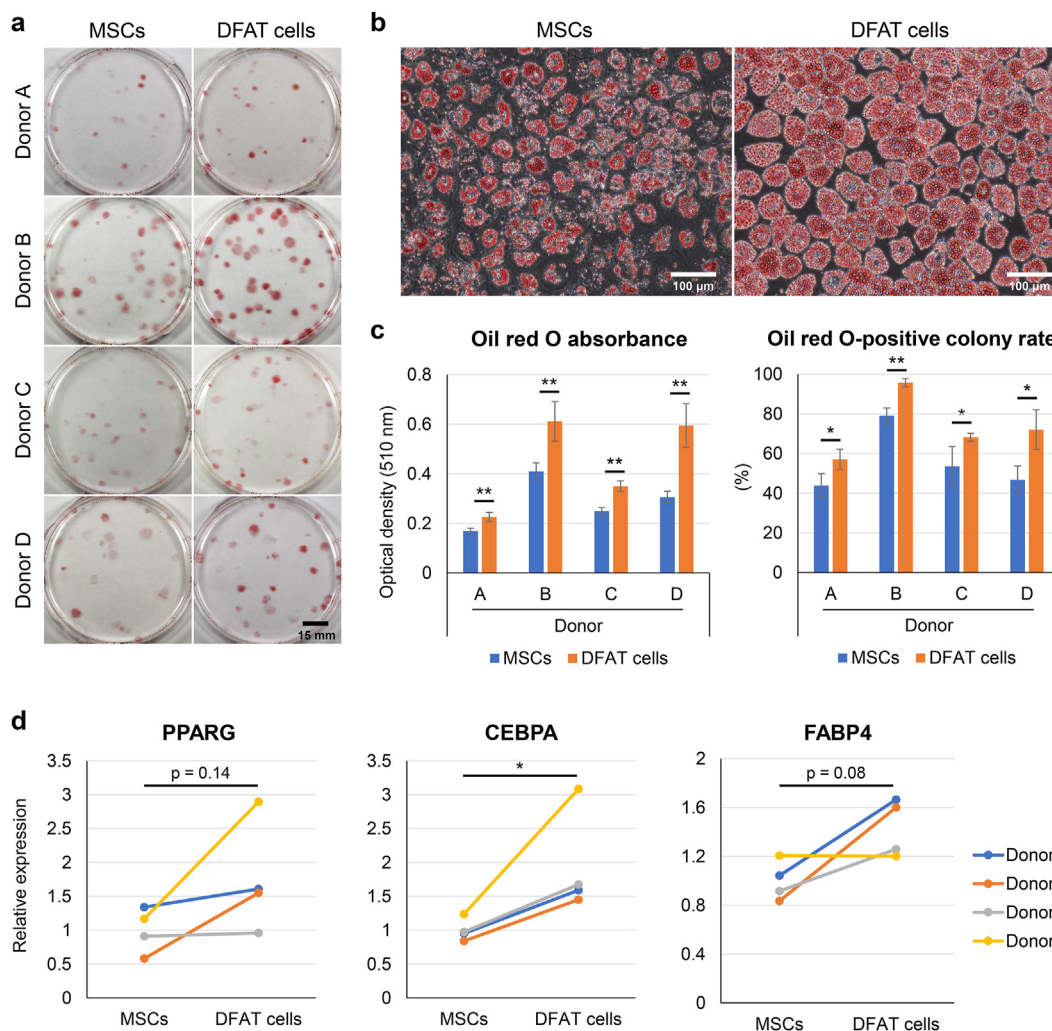 a
MSCs
DFAT cells
Donor A
Donor B
Donor C
Donor D
15 mm
b
MSCs
DFAT cells
100 µm
100 µm
c
Oil red O absorbance
Optical density (510 nm)
0.8
0.6
0.4
0.2
0
**
**
**
**
A
B
C
D
Donor
MSCs
DFAT cells
Oil red O-positive colony rate
(%)
100
80
60
40
20
0
*
**
*
*
A
B
C
D
Donor
MSCs
DFAT cells
d
PPARG
Relative expression
3.5
3
2.5
2
1.5
1
0.5
0
p = 0.14
MSCs
DFAT cells
CEBPA
3.5
3
2.5
2
1.5
1
0.5
0
*
MSCs
DFAT cells
FABP4
2
1.6
1.2
0.8
0.4
0
p = 0.08
MSCs
DFAT cells
Donor
Donor
Donor
Donor